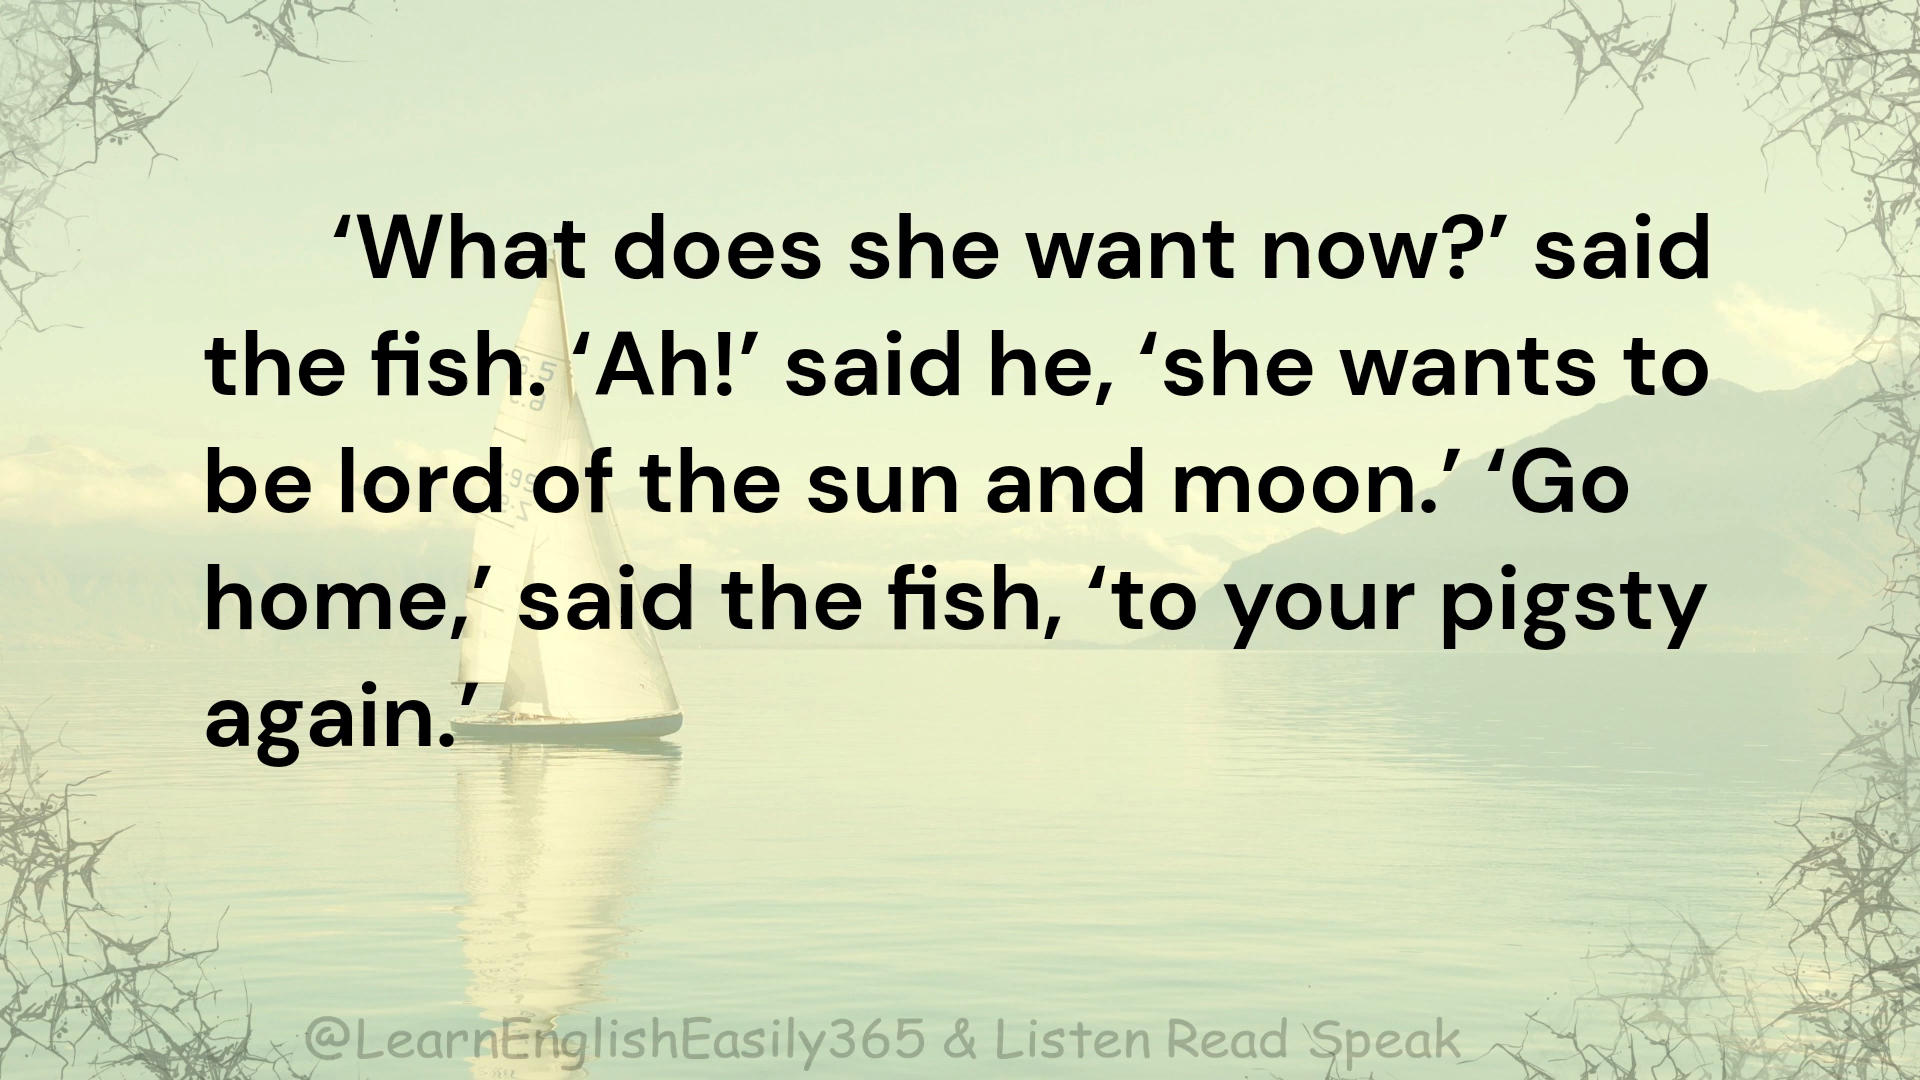 ‘What does she want now?’ said
the fish. ‘Ah!’ said he, ‘she wants to
be lord of the sun and moon.’ ‘Go
home,’ said the fish, ‘to your pigsty
again.’
@LearnEnglishEasily365 & Listen Read Speak